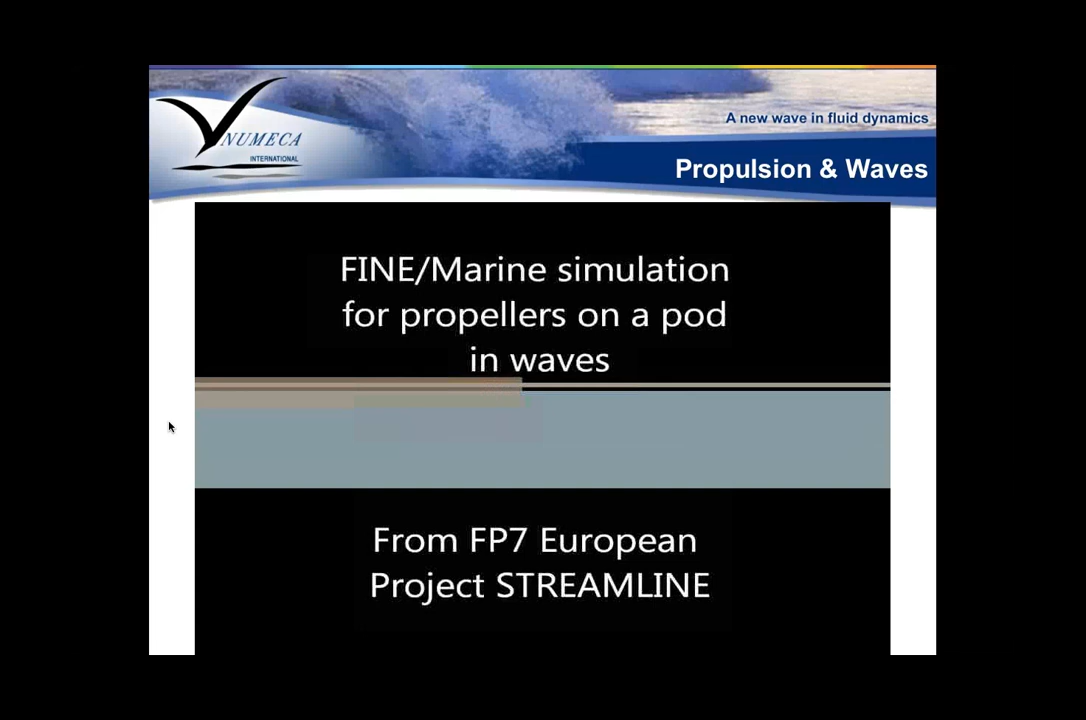 A new wave in fluid dynamics
NUMECA
INTERNATIONAL
Propulsion & Waves
FINE/Marine simulation
for propellers on a pod
in waves
From FP7 European
Project STREAMLINE